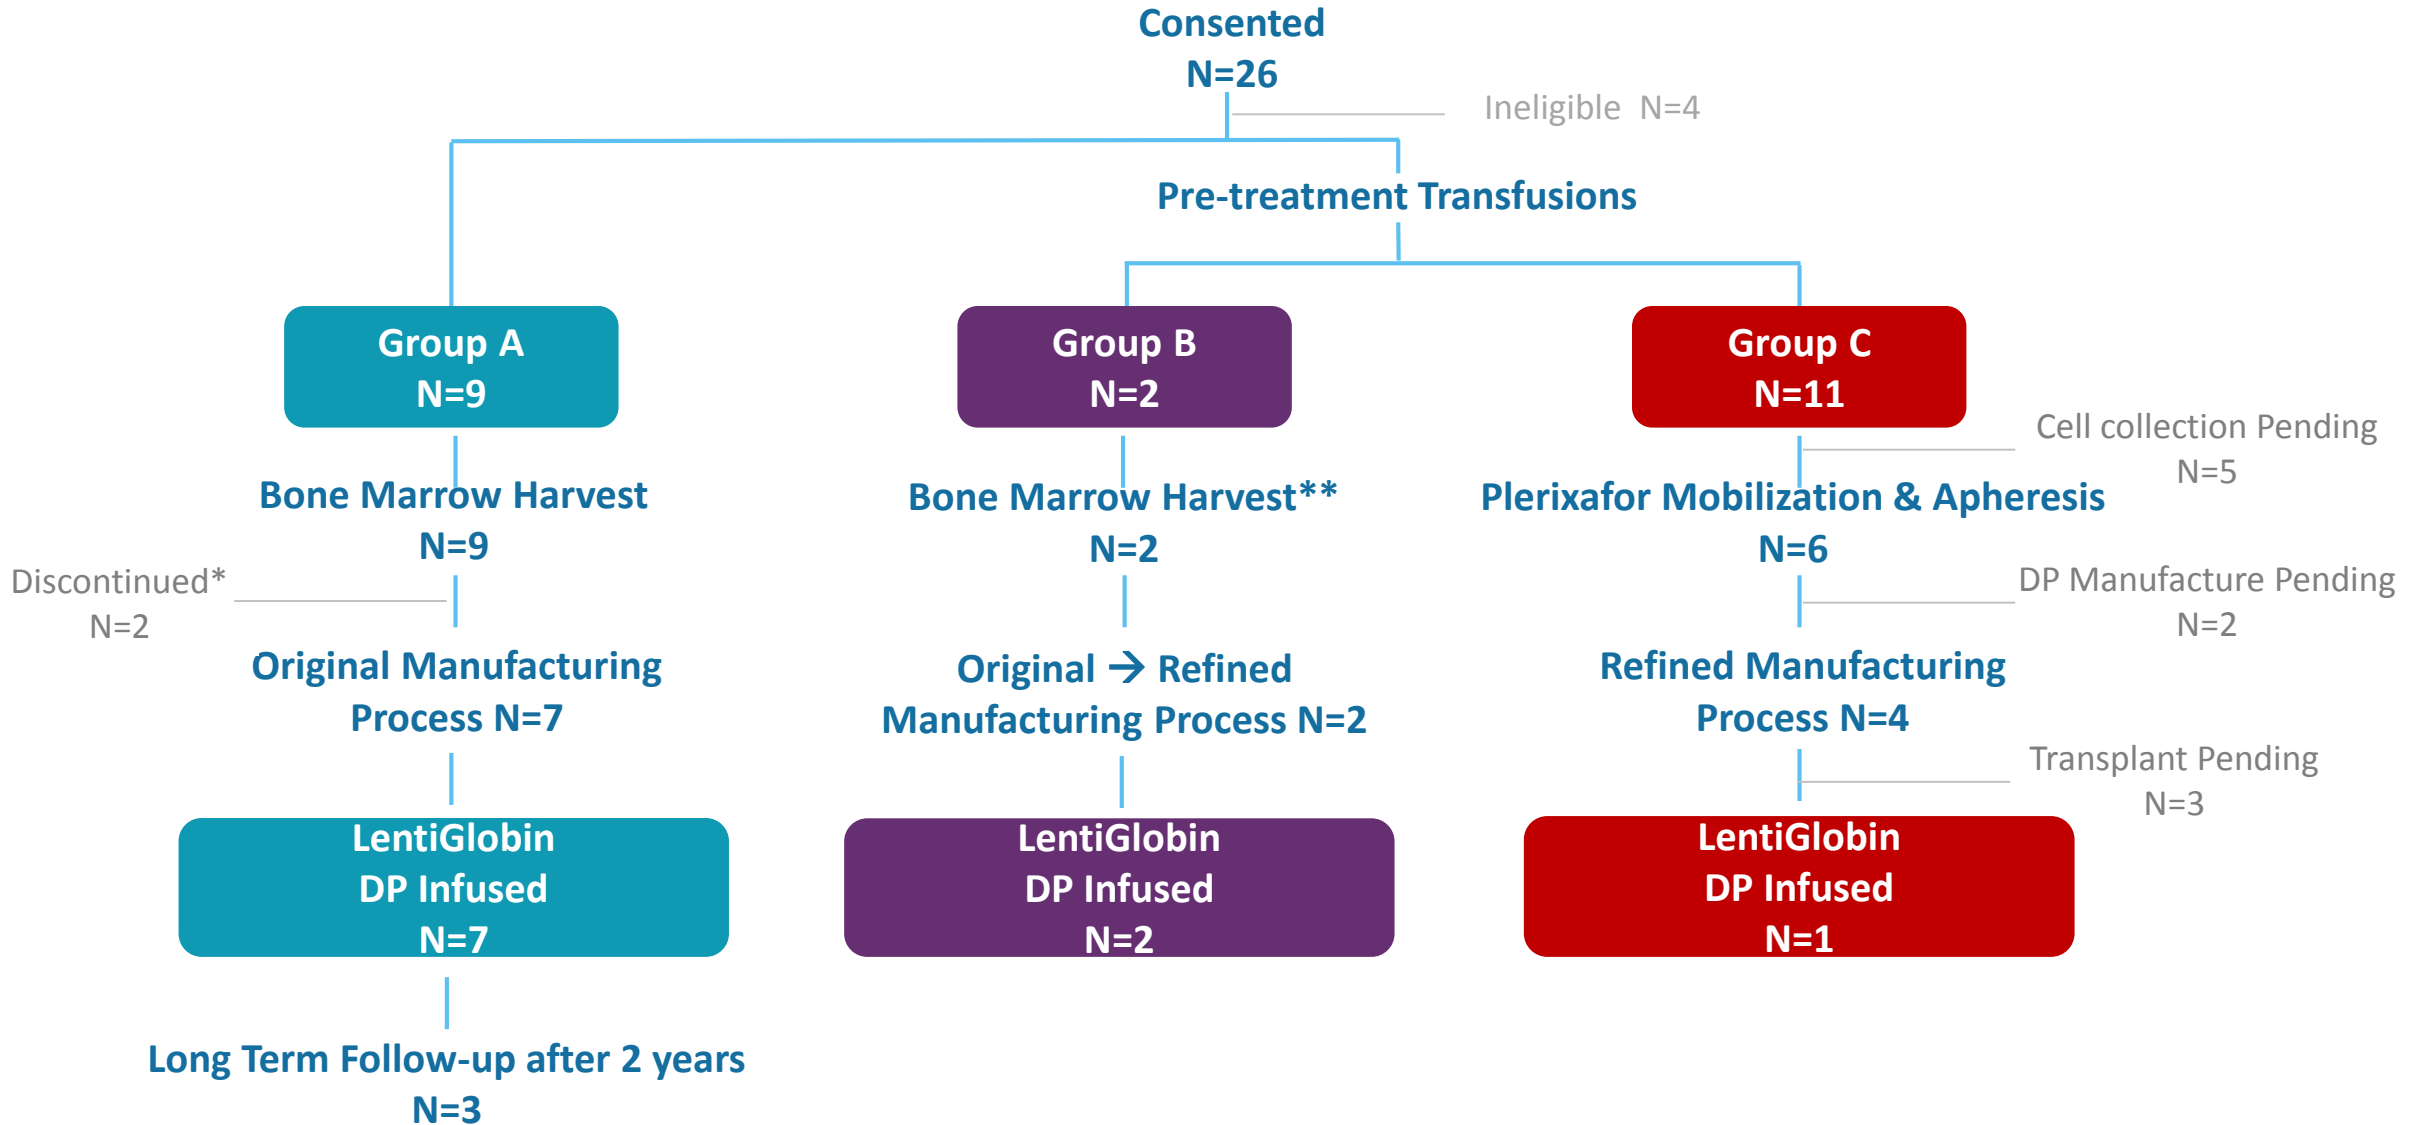 Consented
N=26
Ineligible  N=4
Pre-treatment Transfusions
Group A
N=9
Group B
N=2
Group C
N=11
Cell collection Pending
N=5
Bone Marrow Harvest
N=9
Bone Marrow Harvest**
N=2
Plerixafor Mobilization & Apheresis
N=6
Discontinued*
N=2
DP Manufacture Pending
N=2
Original Manufacturing
Process N=7
Original → Refined
Manufacturing Process N=2
Refined Manufacturing
Process N=4
Transplant Pending
N=3
LentiGlobin
DP Infused
N=7
LentiGlobin
DP Infused
N=2
LentiGlobin
DP Infused
N=1
Long Term Follow-up after 2 years
N=3